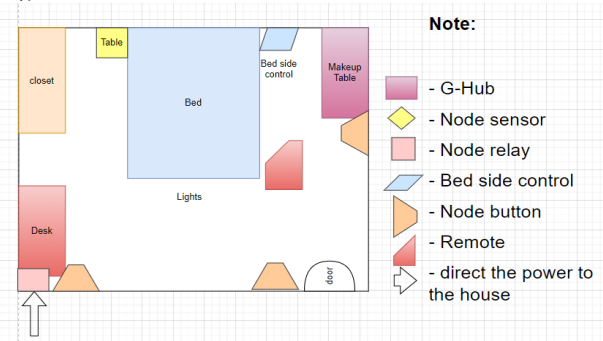 Note:
Table
Bed side
control
Makeup
Table
closet
Bed
Lights
Desk
door
- G-Hub
- Node sensor
- Node relay
- Bed side control
- Node button
- Remote
- direct the power to
the house